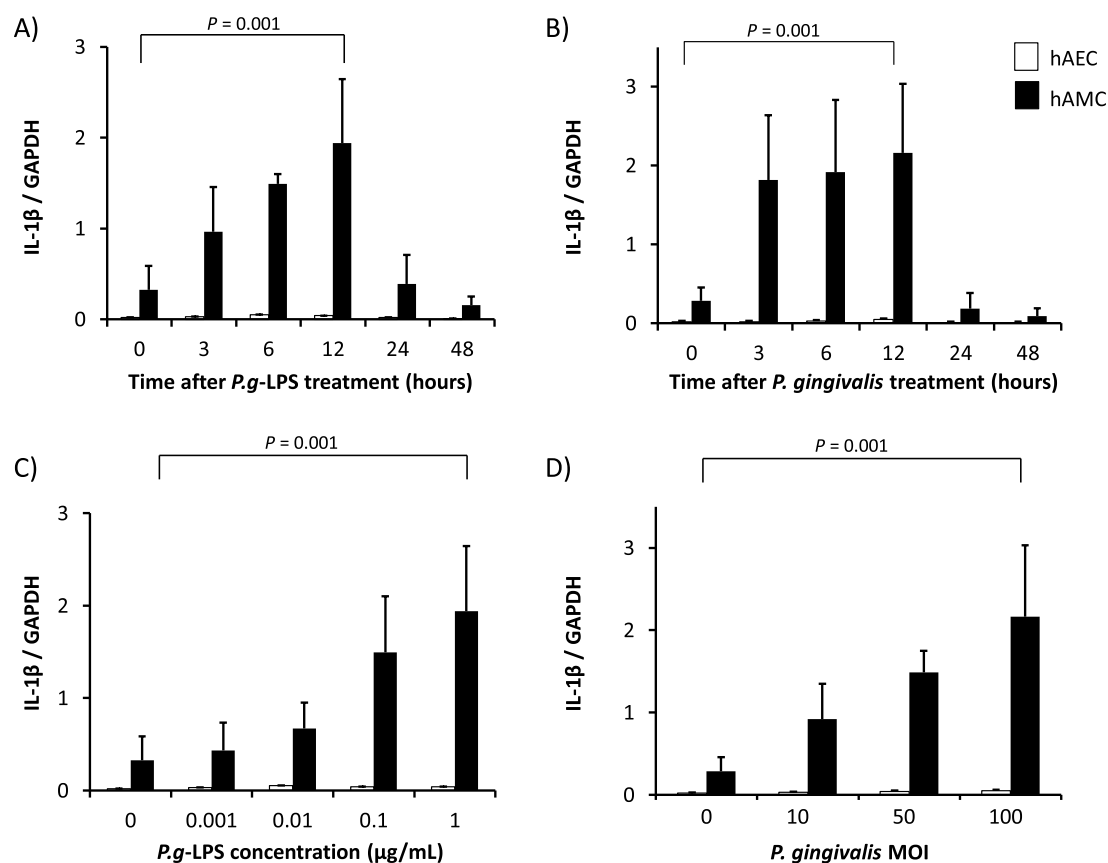 A)
P = 0.001
3
2
1
0
IL-1β / GAPDH
0 3 6 12 24 48
Time after P.g-LPS treatment (hours)
B)
P = 0.001
hAEC
hAMC
3
2
1
0
IL-1β / GAPDH
0 3 6 12 24 48
Time after P. gingivalis treatment (hours)
C)
P = 0.001
3
2
1
0
IL-1β / GAPDH
0 0.001 0.01 0.1 1
P.g-LPS concentration (µg/mL)
D)
P = 0.001
3
2
1
0
IL-1β / GAPDH
0 10 50 100
P. gingivalis MOI